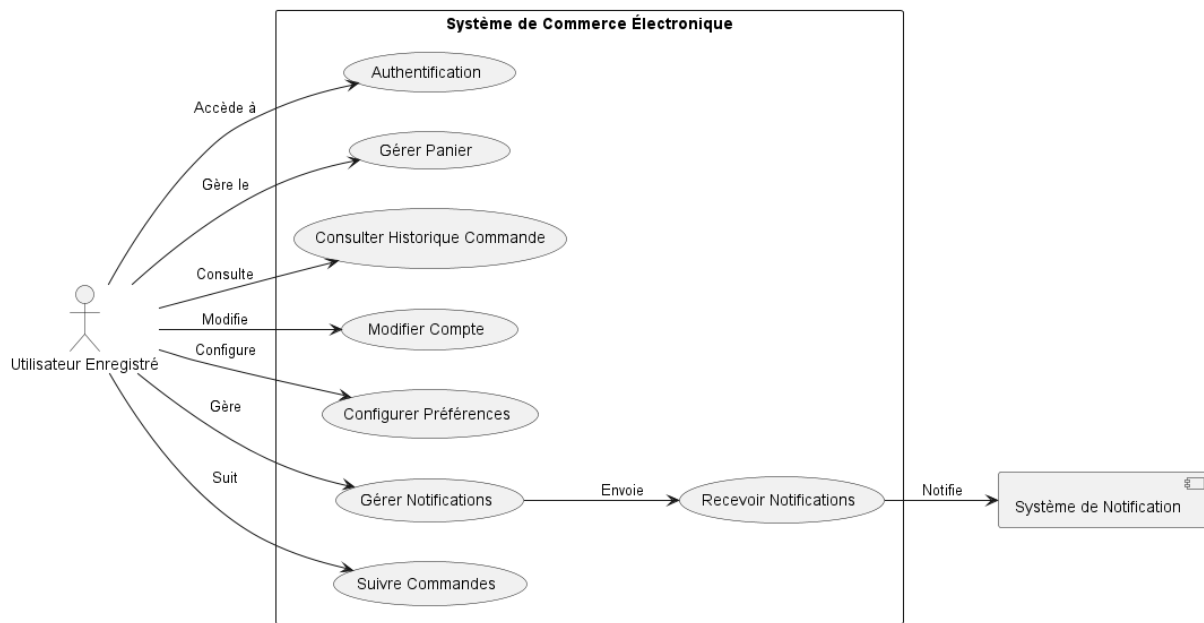 Système de Commerce Électronique
Authentification
Accède à
Gérer Panier
Gère le
Consulter Historique Commande
Consulte
Modifie
Modifier Compte
Configure
Utilisateur Enregistré
Configurer Préférences
Gère
Suit
Gérer Notifications
Envoie
Recevoir Notifications
Notifie
Système de Notification
Suivre Commandes